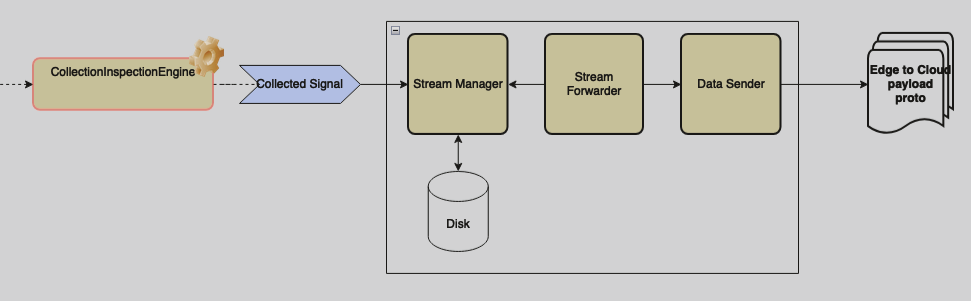 CollectionInspectionEngine
Collected Signal
Stream Manager
Stream
Forwarder
Data Sender
Edge to Cloud
payload
proto
Disk